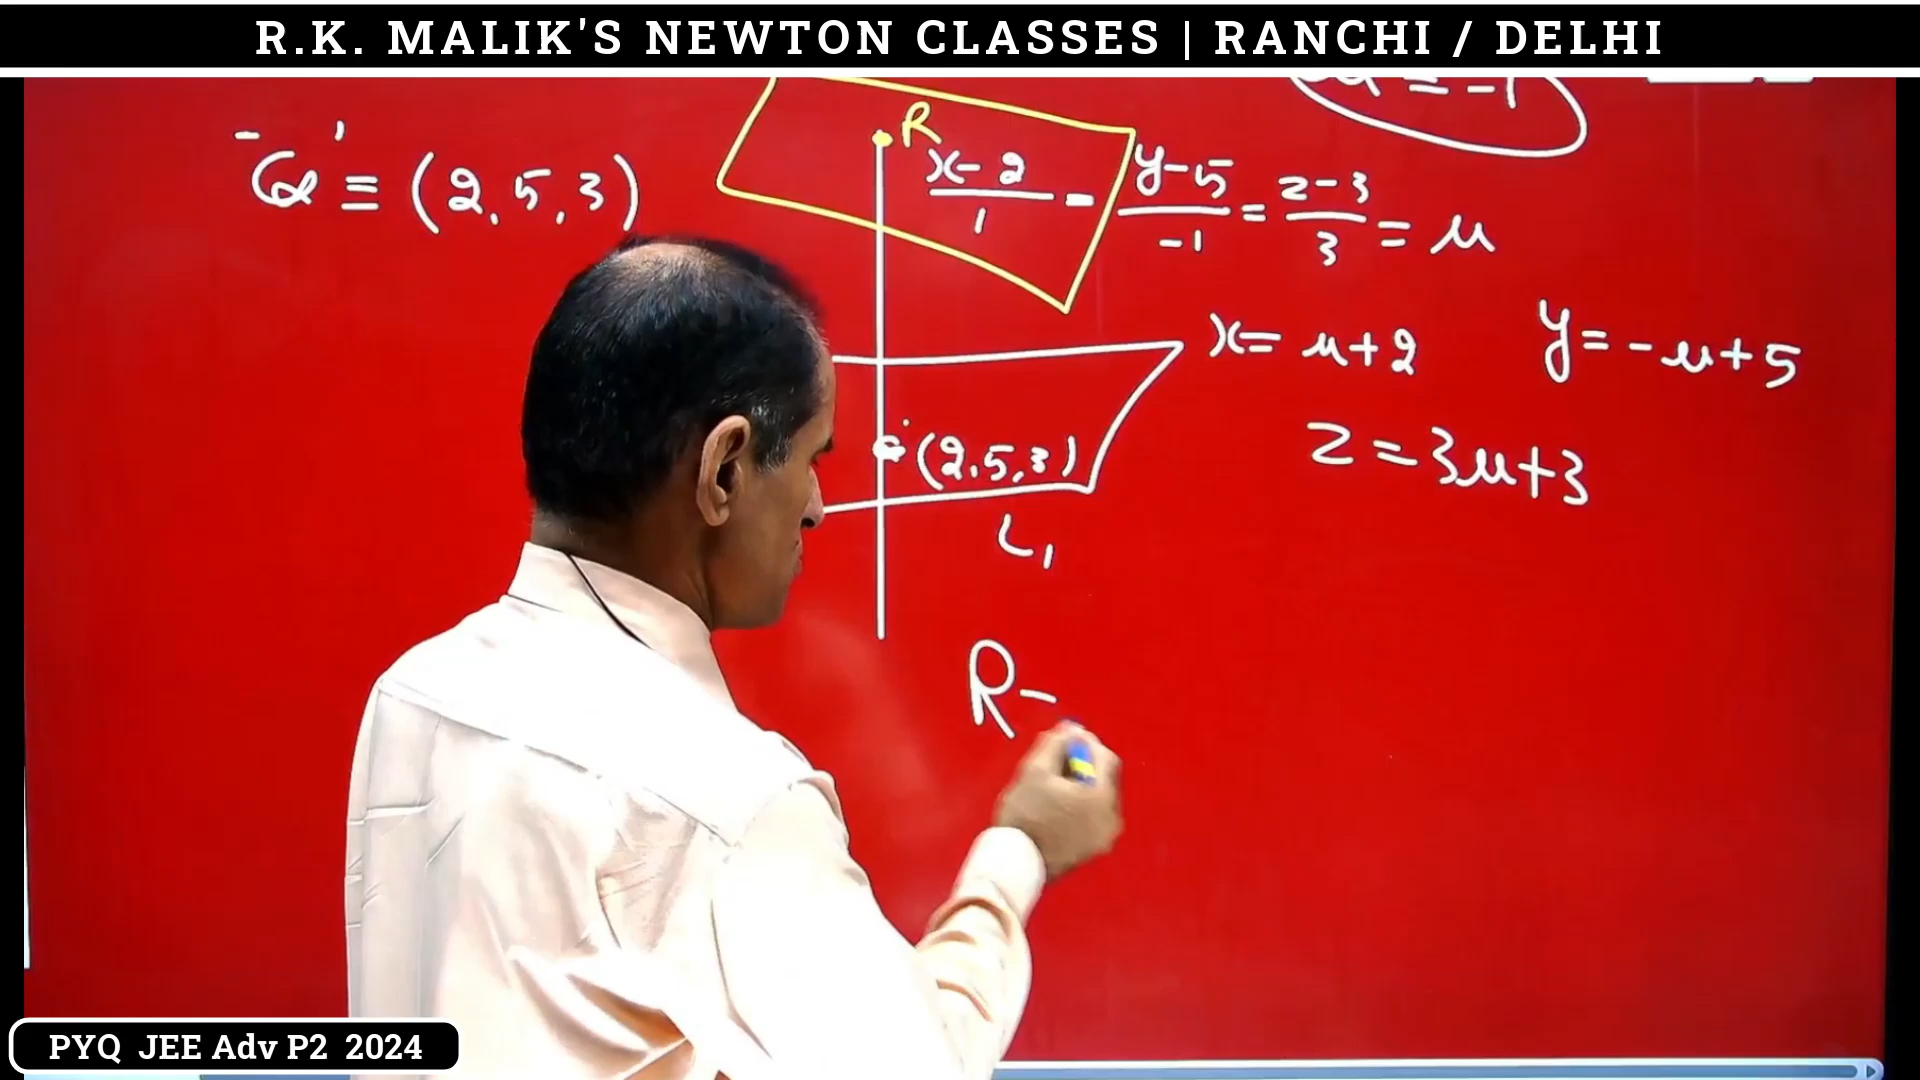 R.K. MALIK'S NEWTON CLASSES | RANCHI / DELHI
= -1
R
Q' ≡ (2, 5, 3)
x-2/1 = y-5/-1 = z-3/3 = μ
x = μ+2 y = -μ+5
z = 3μ+3
(2,5,3)
L₁
R-
PYQ JEE Adv P2 2024